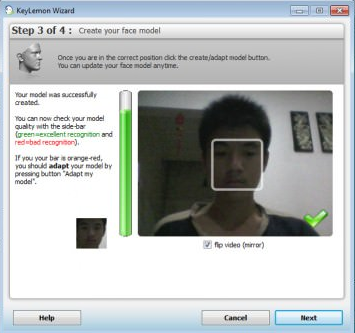 KeyLemon Wizard
Step 3 of 4 : Create your face model
Once you are in the correct position click the create/adapt model button.
You can update your face model anytime.
Your model was successfully
created.
You can now check your model
quality with the side-bar
(green=excellent recognition and
red=bad recognition).
If you your bar is orange-red,
you should adapt your model by
pressing button "Adapt my
model".
flip video (mirror)
Help
Cancel
Next